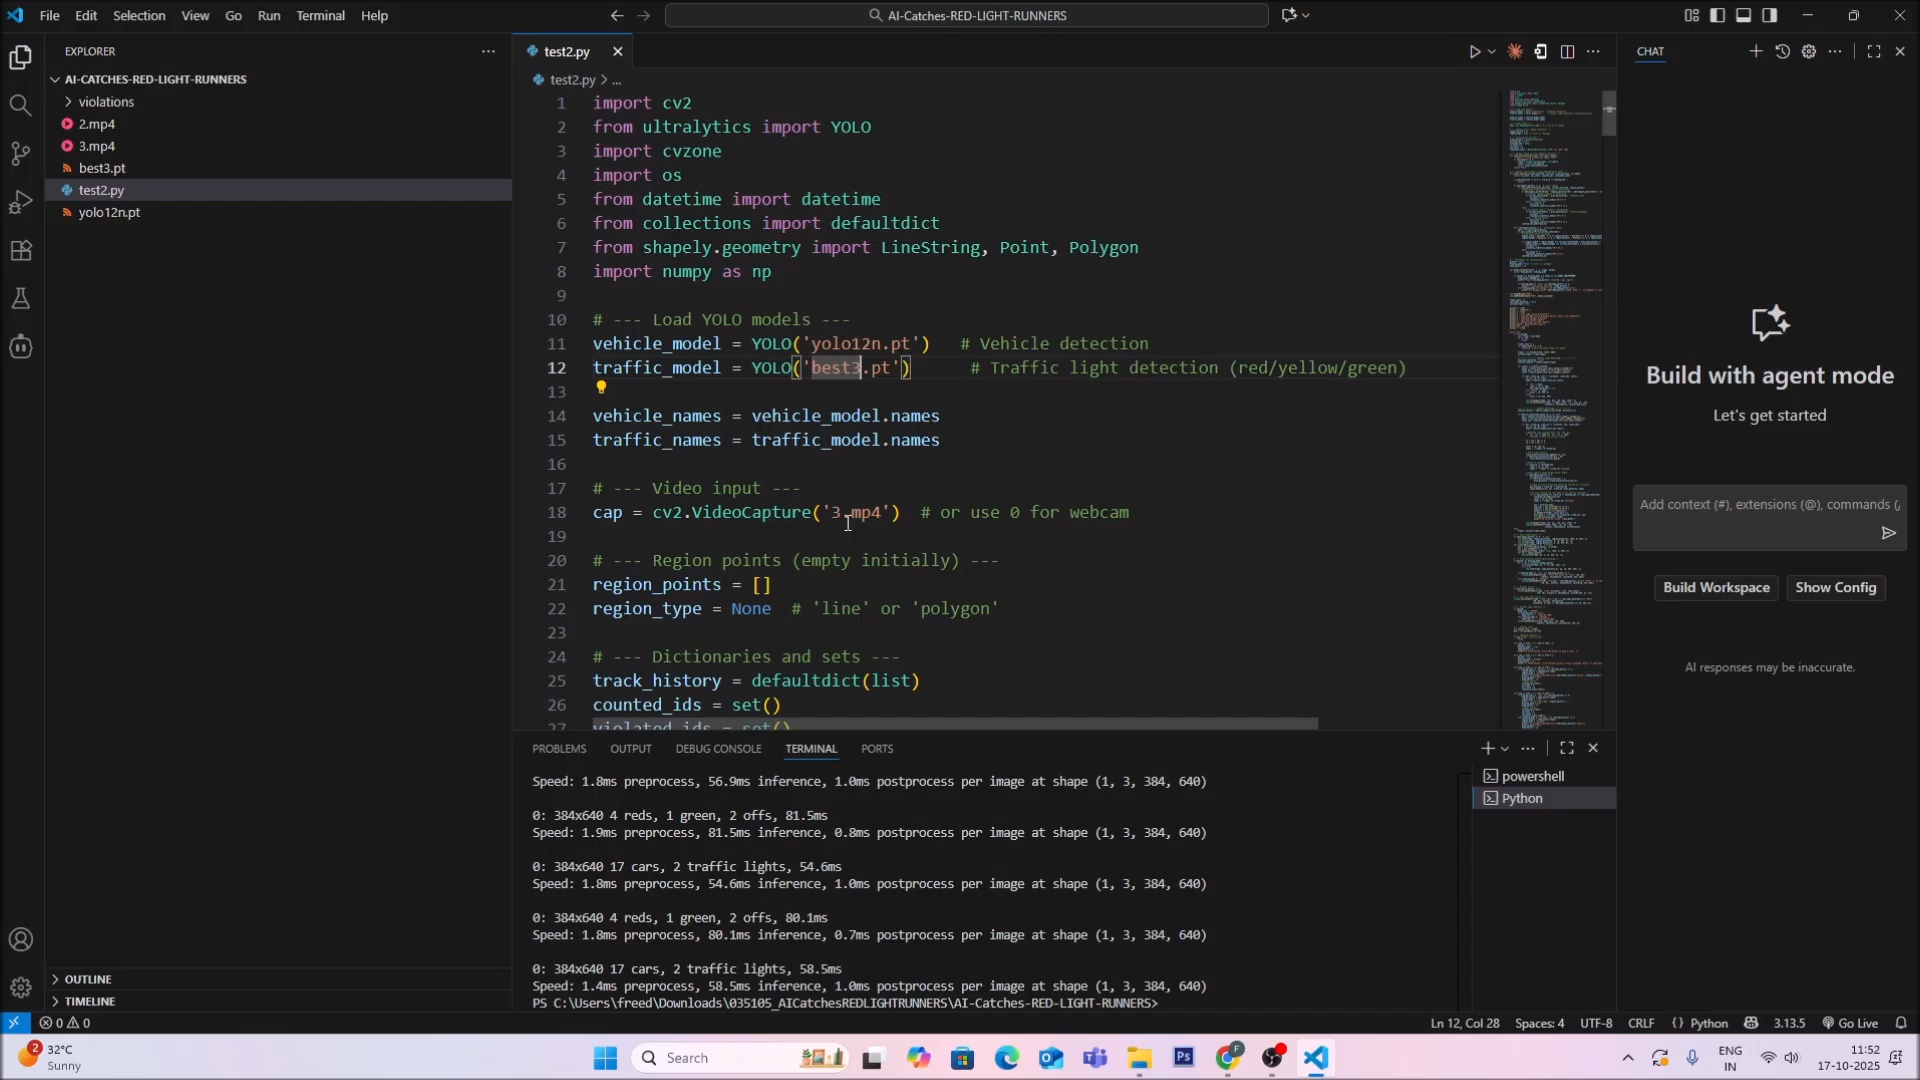 File Edit Selection View Go Run Terminal Help
AI-Catches-RED-LIGHT-RUNNERS
EXPLORER
AI-CATCHES-RED-LIGHT-RUNNERS
violations
2.mp4
3.mp4
best3.pt
test2.py
yolo12n.pt
OUTLINE
TIMELINE
test2.py
test2.py > ...
1 import cv2
2 from ultralytics import YOLO
3 import cvzone
4 import os
5 from datetime import datetime
6 from collections import defaultdict
7 from shapely.geometry import LineString, Point, Polygon
8 import numpy as np
9
10 # --- Load YOLO models ---
11 vehicle_model = YOLO('yolo12n.pt') # Vehicle detection
12 traffic_model = YOLO('best3.pt') # Traffic light detection (red/yellow/green)
13
14 vehicle_names = vehicle_model.names
15 traffic_names = traffic_model.names
16
17 # --- Video input ---
18 cap = cv2.VideoCapture('3.mp4') # or use 0 for webcam
19
20 # --- Region points (empty initially) ---
21 region_points = []
22 region_type = None # 'line' or 'polygon'
23
24 # --- Dictionaries and sets ---
25 track_history = defaultdict(list)
26 counted_ids = set()
27 violated_ids = set()
PROBLEMS OUTPUT DEBUG CONSOLE TERMINAL PORTS
Speed: 1.8ms preprocess, 56.9ms inference, 1.0ms postprocess per image at shape (1, 3, 384, 640)
0: 384x640 4 reds, 1 green, 2 offs, 81.5ms
Speed: 1.9ms preprocess, 81.5ms inference, 0.8ms postprocess per image at shape (1, 3, 384, 640)
0: 384x640 17 cars, 2 traffic lights, 54.6ms
Speed: 1.8ms preprocess, 54.6ms inference, 1.0ms postprocess per image at shape (1, 3, 384, 640)
0: 384x640 4 reds, 1 green, 2 offs, 80.1ms
Speed: 1.8ms preprocess, 80.1ms inference, 0.7ms postprocess per image at shape (1, 3, 384, 640)
0: 384x640 17 cars, 2 traffic lights, 58.5ms
Speed: 1.4ms preprocess, 58.5ms inference, 1.0ms postprocess per image at shape (1, 3, 384, 640)
PS C:\Users\freed\Downloads\035105_AICatchesREDLIGHTRUNNERS\AI-Catches-RED-LIGHT-RUNNERS>
powershell
Python
CHAT
Build with agent mode
Let's get started
Add context (#), extensions (@), commands (/
Build Workspace Show Config
AI responses may be inaccurate.
0 0
Ln 12, Col 28 Spaces: 4 UTF-8 CRLF {} Python 3.13.5 Go Live
2
32°C
Sunny
Search
Ps
F
ENG
IN
11:52
17-10-2025